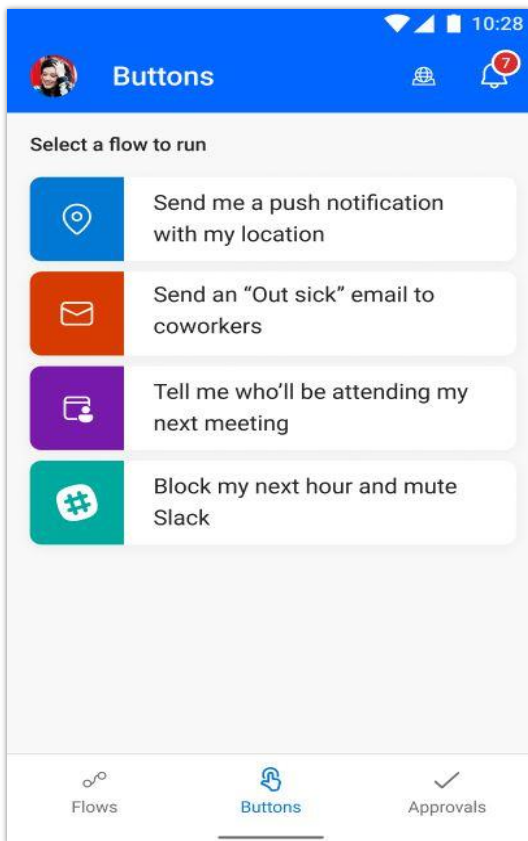 10:28
Buttons
7
Select a flow to run
Send me a push notification
with my location
Send an “Out sick” email to
coworkers
Tell me who’ll be attending my
next meeting
Block my next hour and mute
Slack
Flows
Buttons
Approvals